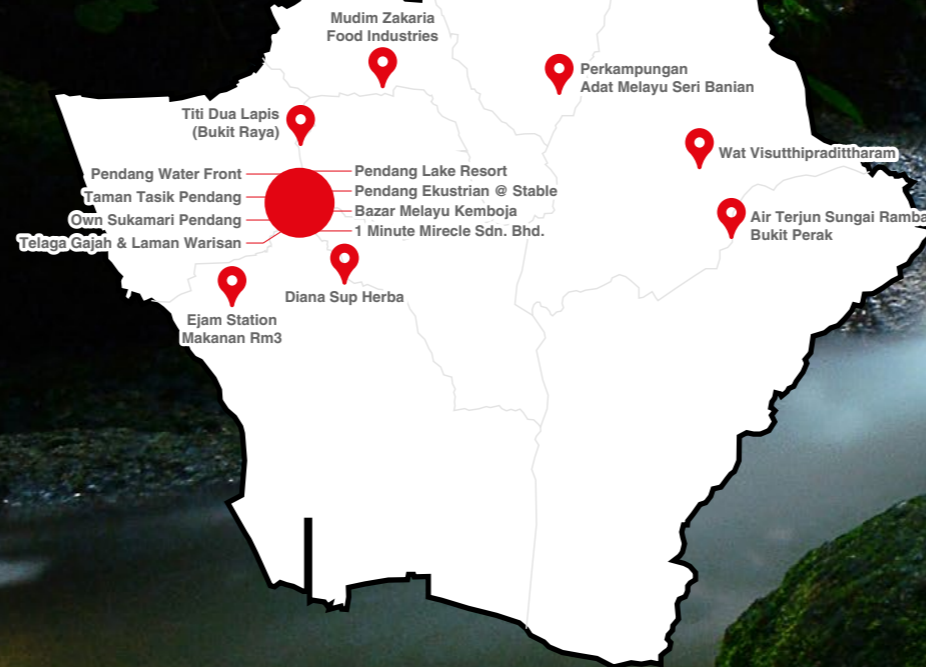 Mudim Zakaria
Food Industries
Perkampungan
Adat Melayu Seri Banian
Titi Dua Lapis
(Bukit Raya)
Wat Visutthipradittharam
Pendang Water Front
Taman Tasik Pendang
Own Sukamari Pendang
Telaga Gajah & Laman Warisan
Pendang Lake Resort
Pendang Ekustrian @ Stable
Bazar Melayu Kemboja
1 Minute Mirecle Sdn. Bhd.
Air Terjun Sungai Ramba
Bukit Perak
Diana Sup Herba
Ejam Station
Makanan Rm3